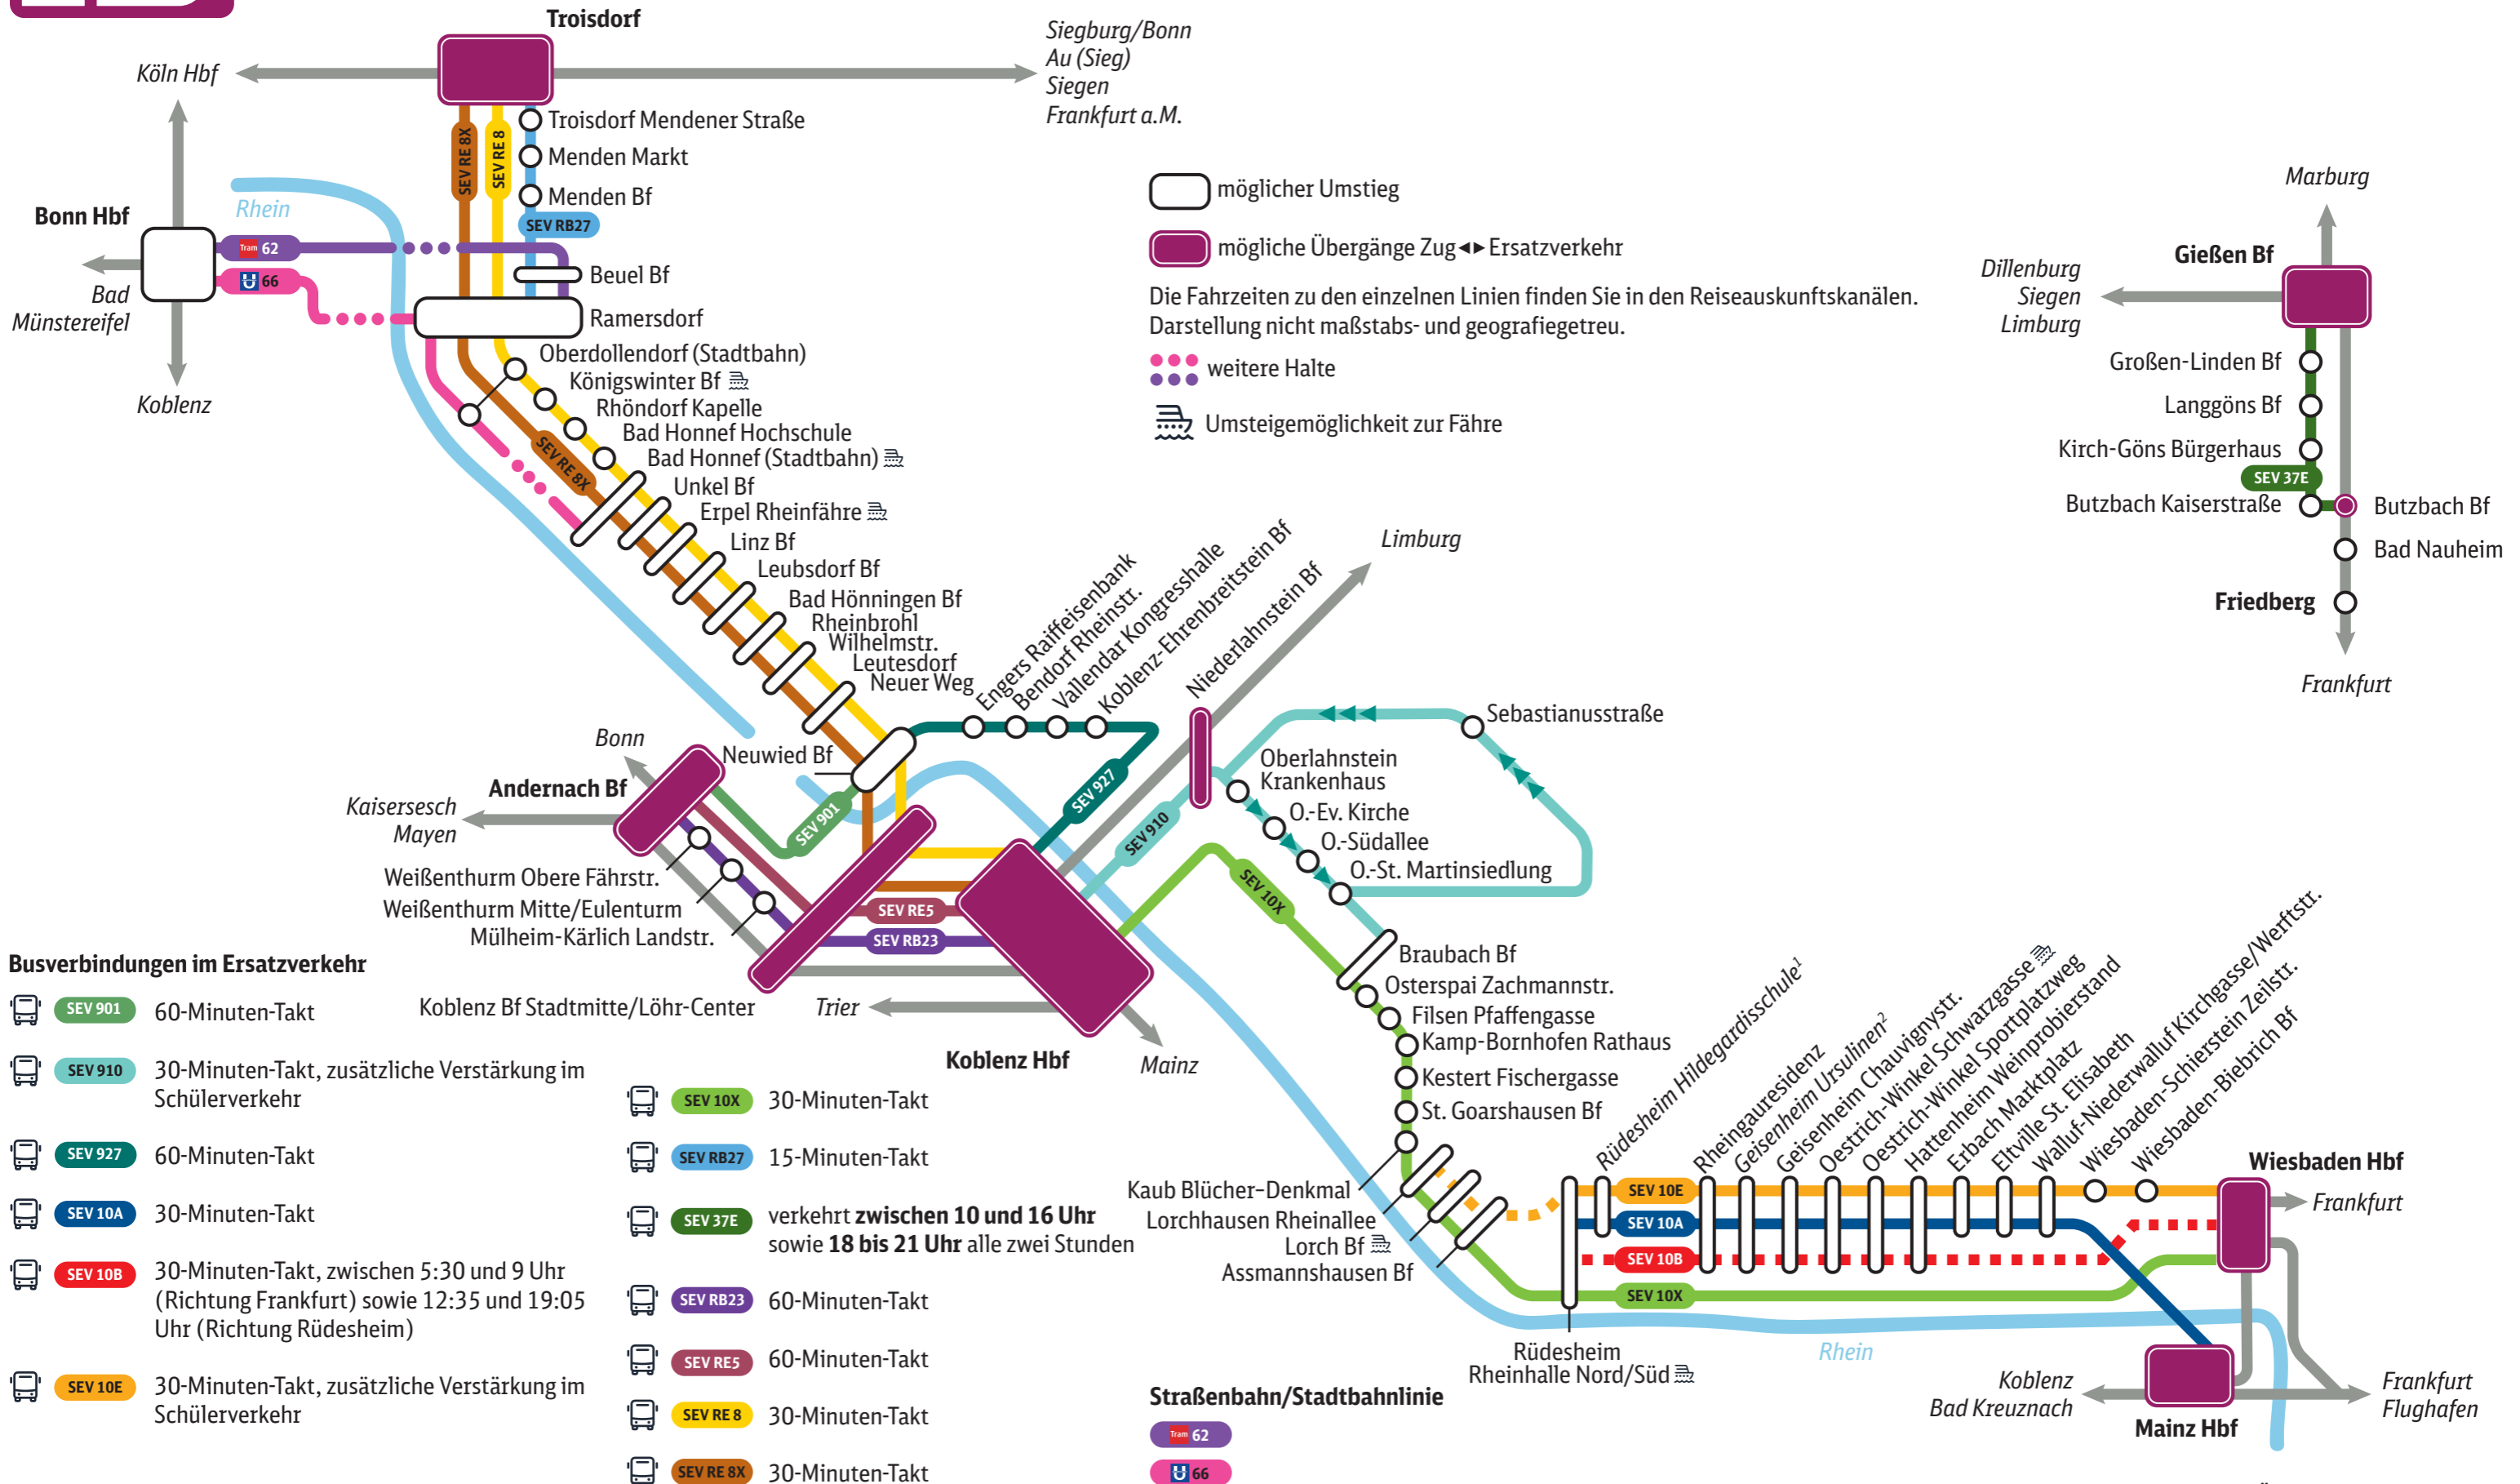 Troisdorf
Köln Hbf
Siegburg/Bonn
Au (Sieg)
Siegen
Frankfurt a.M.
SEV RE 8X
SEV RE 8
Troisdorf Mendener Straße
Menden Markt
Menden Bf
SEV RB27
Bonn Hbf
Rhein
Tram 62
U 66
Bad
Münstereifel
Koblenz
Beuel Bf
Ramersdorf
Oberdollendorf (Stadtbahn)
Königswinter Bf
Rhöndorf Kapelle
Bad Honnef Hochschule
Bad Honnef (Stadtbahn)
SEV RE 8X
Unkel Bf
Erpel Rheinfähre
Linz Bf
Leubsdorf Bf
Bad Hönningen Bf
Rheinbrohl
Wilhelmstr.
Leutesdorf
Neuer Weg
möglicher Umstieg
mögliche Übergänge Zug ◂▸ Ersatzverkehr
Die Fahrzeiten zu den einzelnen Linien finden Sie in den Reiseauskunftskanälen.
Darstellung nicht maßstabs- und geografiegetreu.
weitere Halte
Umsteigemöglichkeit zur Fähre
Marburg
Gießen Bf
Dillenburg
Siegen
Limburg
Großen-Linden Bf
Langgöns Bf
Kirch-Göns Bürgerhaus
SEV 37E
Butzbach Kaiserstraße
Butzbach Bf
Bad Nauheim
Friedberg
Frankfurt
Engers Raiffeisenbank
Bendorf Rheinstr.
Vallendar Kongresshalle
Koblenz-Ehrenbreitstein Bf
Niederlahnstein Bf
Limburg
Neuwied Bf
Bonn
Andernach Bf
Kaisersesch
Mayen
SEV 901
SEV 927
SEV 910
Weißenthurm Obere Fährstr.
Weißenthurm Mitte/Eulenturm
Mülheim-Kärlich Landstr.
SEV RE5
SEV RB23
Koblenz Bf Stadtmitte/Löhr-Center
Trier
Koblenz Hbf
Mainz
Sebastianusstraße
Oberlahnstein
Krankenhaus
O.-Ev. Kirche
O.-Südallee
O.-St. Martinsiedlung
SEV 10X
Braubach Bf
Osterspai Zachmannstr.
Filsen Pfaffengasse
Kamp-Bornhofen Rathaus
Kestert Fischergasse
St. Goarshausen Bf
Kaub Blücher-Denkmal
Lorchhausen Rheinallee
Lorch Bf
Assmannshausen Bf
Rüdesheim
Rheinhalle Nord/Süd
Rüdesheim Hildegardisschule¹
Rheingauresidenz
Geisenheim Ursulinen²
Geisenheim Chauvignystr.
Oestrich-Winkel Schwarzgasse
Oestrich-Winkel Sportplatzweg
Hattenheim Weinprobierstand
Erbach Marktplatz
Eltville St. Elisabeth
Walluf-Niederwalluf Kirchgasse/Werftstr.
Wiesbaden-Schierstein Zeilstr.
Wiesbaden-Biebrich Bf
SEV 10E
SEV 10A
SEV 10B
SEV 10X
Wiesbaden Hbf
Frankfurt
Rhein
Koblenz
Bad Kreuznach
Mainz Hbf
Frankfurt
Flughafen
Busverbindungen im Ersatzverkehr
SEV 901 60-Minuten-Takt
SEV 910 30-Minuten-Takt, zusätzliche Verstärkung im
Schülerverkehr
SEV 927 60-Minuten-Takt
SEV 10A 30-Minuten-Takt
SEV 10B 30-Minuten-Takt, zwischen 5:30 und 9 Uhr
(Richtung Frankfurt) sowie 12:35 und 19:05
Uhr (Richtung Rüdesheim)
SEV 10E 30-Minuten-Takt, zusätzliche Verstärkung im
Schülerverkehr
SEV 10X 30-Minuten-Takt
SEV RB27 15-Minuten-Takt
SEV 37E verkehrt zwischen 10 und 16 Uhr
sowie 18 bis 21 Uhr alle zwei Stunden
SEV RB23 60-Minuten-Takt
SEV RE5 60-Minuten-Takt
SEV RE 8 30-Minuten-Takt
SEV RE 8X 30-Minuten-Takt
Straßenbahn/Stadtbahnlinie
Tram 62
U 66